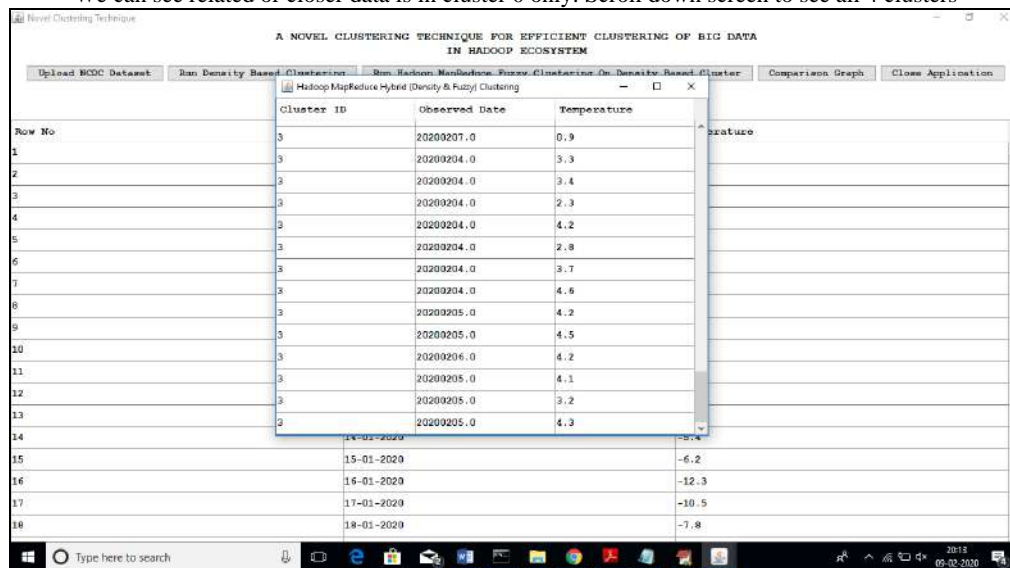 We can see related or closer data is in cluster 0 only. Scroll down screen to see all 4 clusters
Novel Clustering Technique
A NOVEL CLUSTERING TECHNIQUE FOR EFFICIENT CLUSTERING OF BIG DATA
IN HADOOP ECOSYSTEM
Upload NCDC Dataset Run Density Based Clustering Run Hadoop MapReduce Fuzzy Clustering On Density Based Cluster Comparison Graph Close Application
Hadoop MapReduce Hybrid (Density & Fuzzy) Clustering
Cluster ID Observed Date Temperature
Row No erature
3 20200207.0 0.9
1
3 20200204.0 3.3
2
3 20200204.0 3.4
3
3 20200204.0 2.3
4
3 20200204.0 4.2
5
3 20200204.0 2.8
6
3 20200204.0 3.7
7
3 20200204.0 4.6
8
3 20200205.0 4.2
9
3 20200205.0 4.5
10
3 20200206.0 4.2
11
3 20200205.0 4.1
12
3 20200205.0 3.2
13
3 20200205.0 4.3
14 14-01-2020 -5.4
15 15-01-2020 -6.2
16 16-01-2020 -12.3
17 17-01-2020 -10.5
18 18-01-2020 -7.8
Type here to search
20:13
09-02-2020